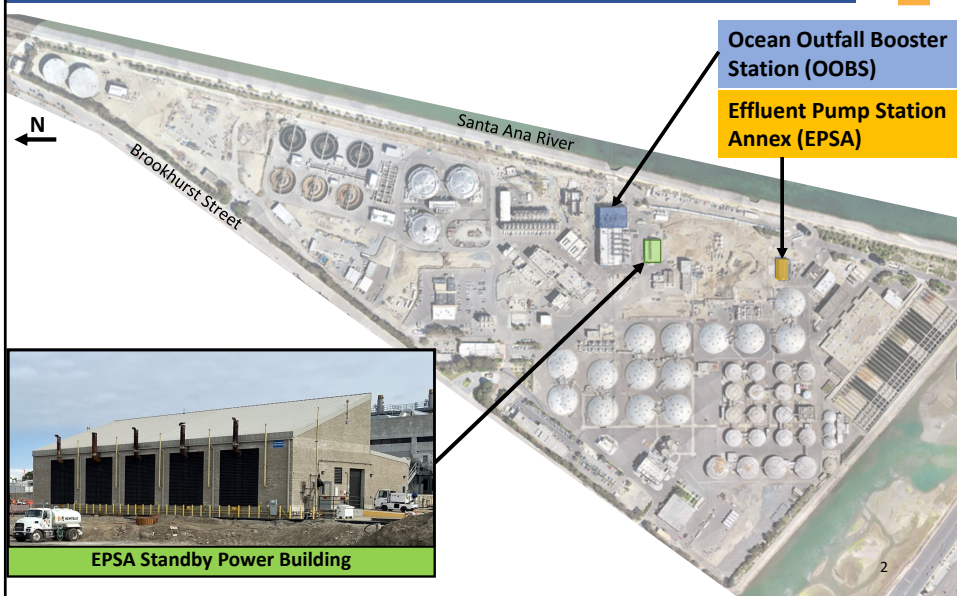 Ocean Outfall Booster
Station (OOBS)
Effluent Pump Station
Annex (EPSA)
N
Santa Ana River
Brookhurst Street
EPSA Standby Power Building
2